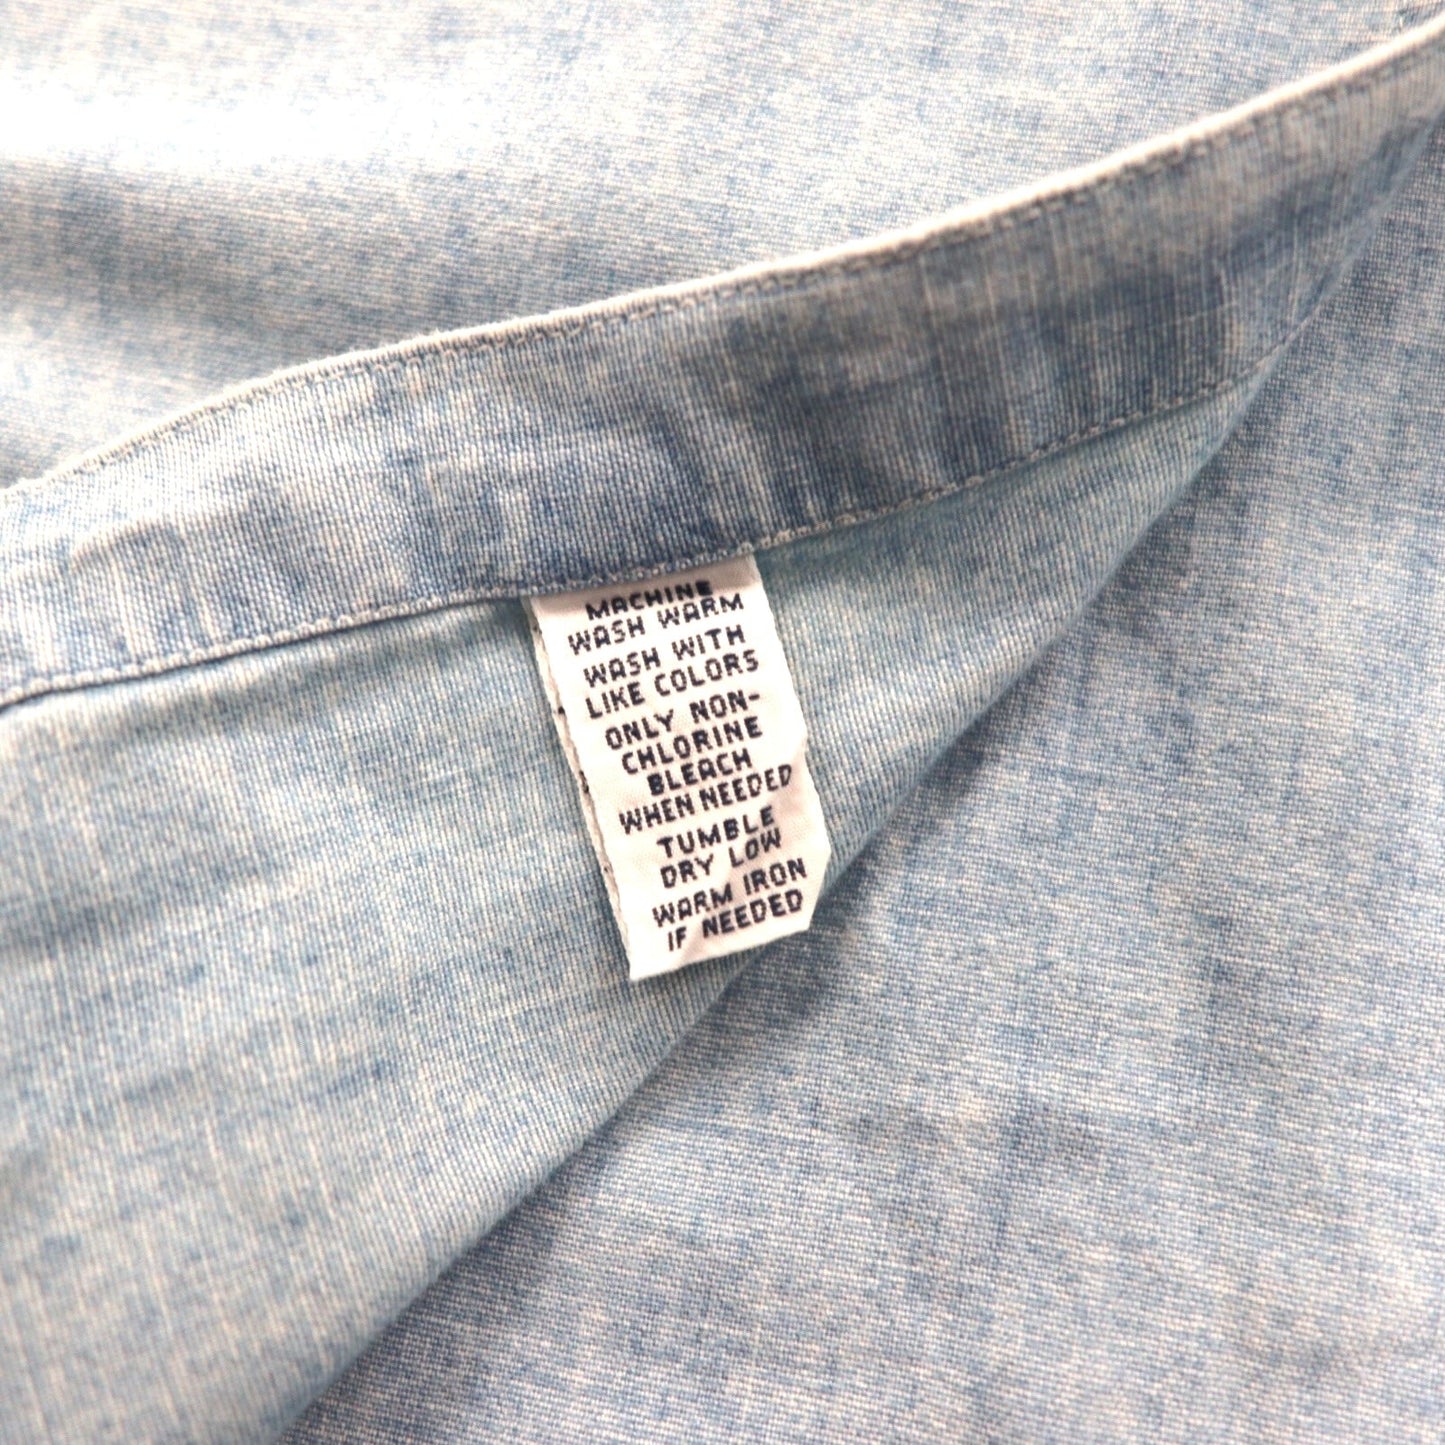 MACHINE
WASH WARM
WASH WITH
LIKE COLORS
ONLY NON-
CHLORINE
BLEACH
WHEN NEEDED
TUMBLE
DRY LOW
WARM IRON
IF NEEDED